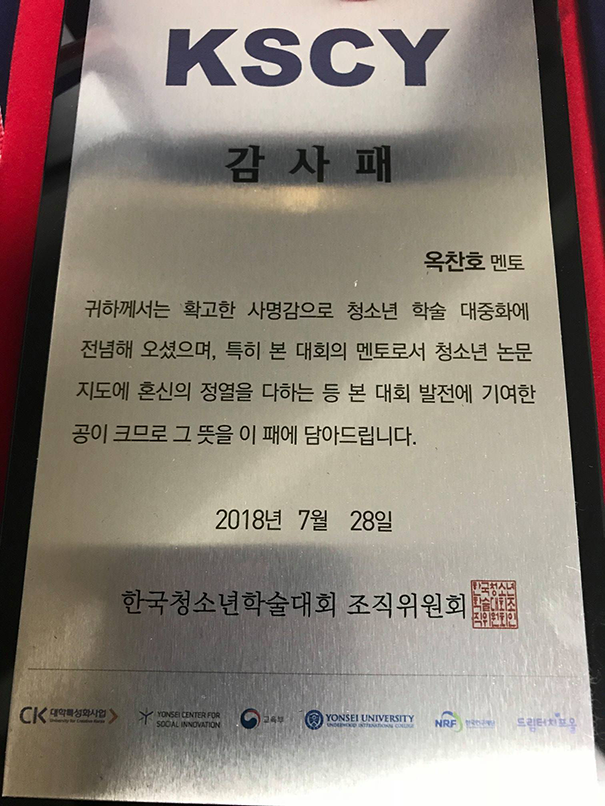 KSCY
감 사 패
옥찬호 멘토
귀하께서는 확고한 사명감으로 청소년 학술 대중화에
전념해 오셨으며, 특히 본 대회의 멘토로서 청소년 논문
지도에 혼신의 정열을 다하는 등 본 대회 발전에 기여한
공이 크므로 그 뜻을 이 패에 담아드립니다.
2018년 7월 28일
한국청소년학술대회 조직위원회
한국청소년
학술대회조
직위원회인
CK 대학특성화사업
University for Creative Korea
YONSEI CENTER FOR
SOCIAL INNOVATION
교육부
YONSEI UNIVERSITY
UNDERWOOD INTERNATIONAL COLLEGE
NRF 한국연구재단
드림터치포올